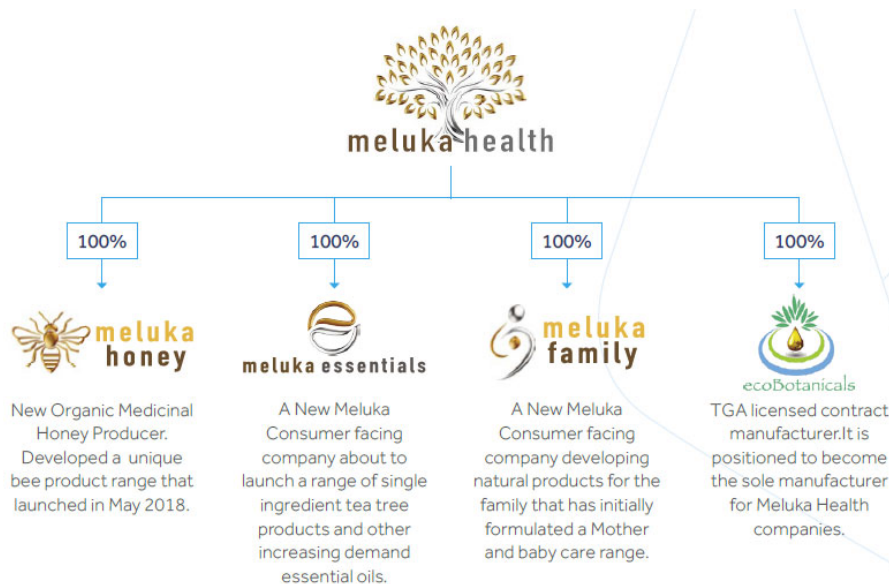 meluka health
100%
100%
100%
100%
meluka
honey
meluka essentials
meluka
family
ecoBotanicals
New Organic Medicinal
Honey Producer.
Developed a unique
bee product range that
launched in May 2018.
A New Meluka
Consumer facing
company about to
launch a range of single
ingredient tea tree
products and other
increasing demand
essential oils.
A New Meluka
Consumer facing
company developing
natural products for the
family that has initially
formulated a Mother
and baby care range.
TGA licensed contract
manufacturer.It is
positioned to become
the sole manufacturer
for Meluka Health
companies.